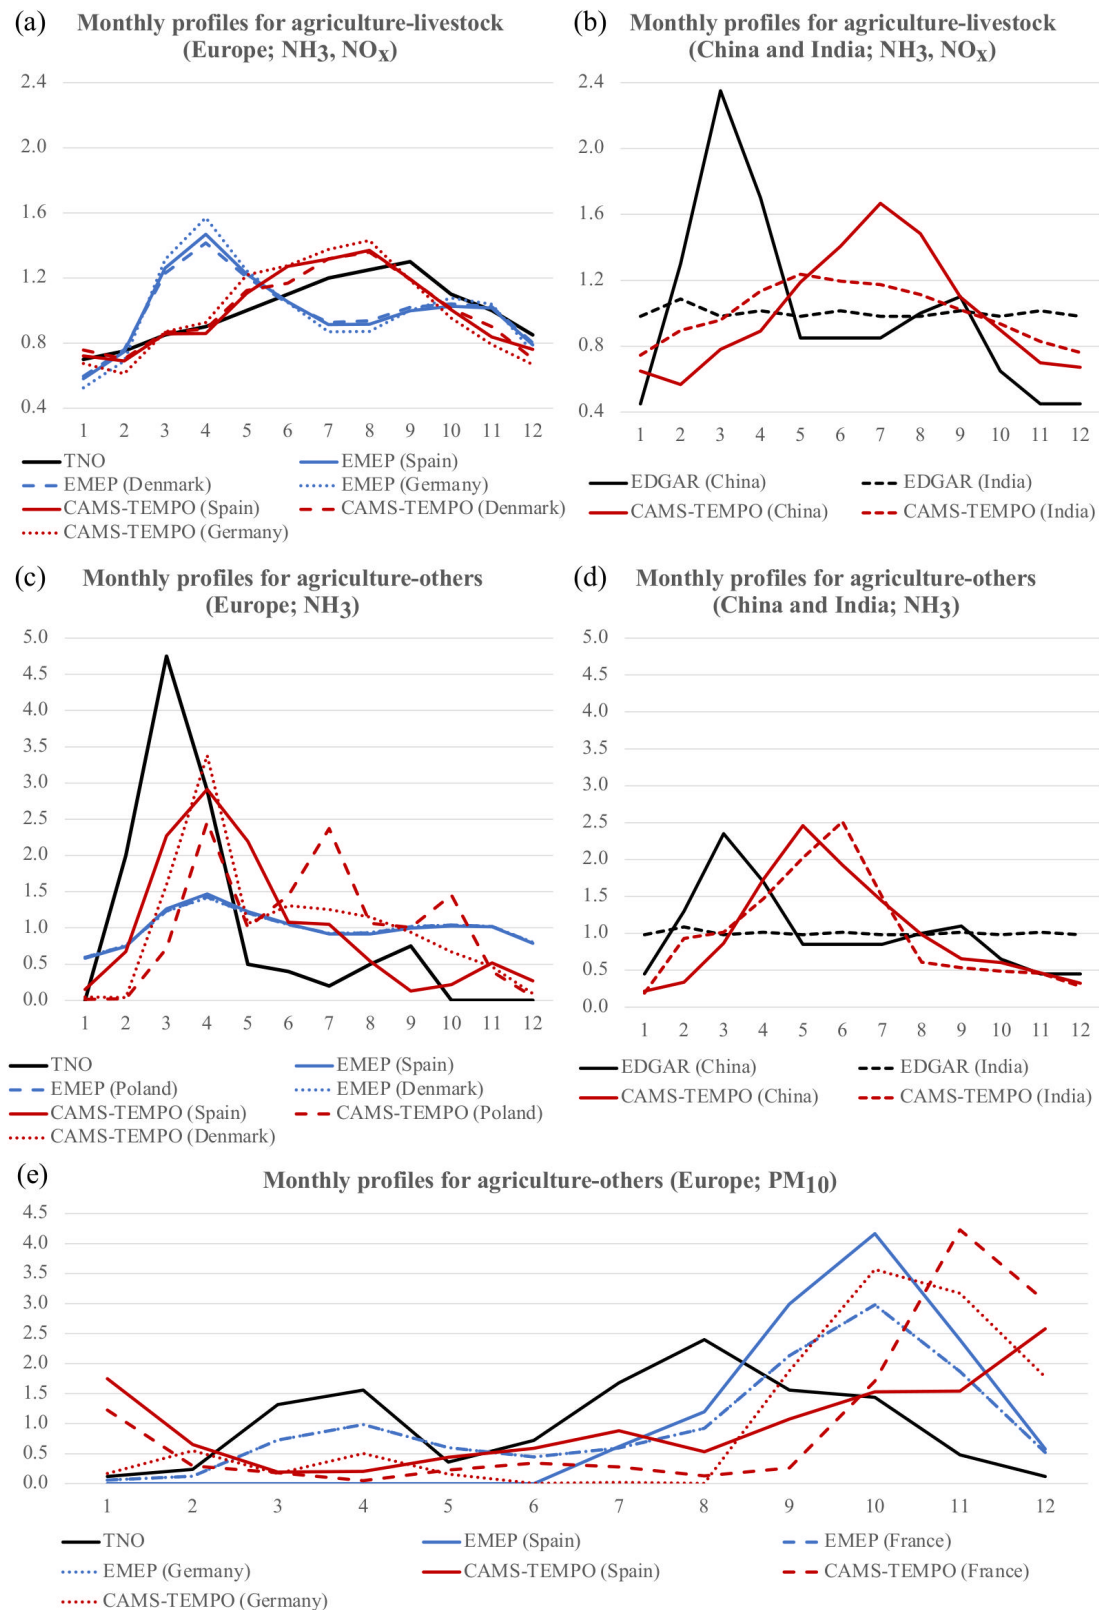 (a) Monthly profiles for agriculture-livestock
(Europe; NH3, NOx)
2.4
2.0
1.6
1.2
0.8
0.4
1 2 3 4 5 6 7 8 9 10 11 12
TNO EMEP (Spain)
EMEP (Denmark) EMEP (Germany)
CAMS-TEMPO (Spain) CAMS-TEMPO (Denmark)
CAMS-TEMPO (Germany)
(b) Monthly profiles for agriculture-livestock
(China and India; NH3, NOx)
2.4
2.0
1.6
1.2
0.8
0.4
1 2 3 4 5 6 7 8 9 10 11 12
EDGAR (China) EDGAR (India)
CAMS-TEMPO (China) CAMS-TEMPO (India)
(c) Monthly profiles for agriculture-others
(Europe; NH3)
5.0
4.5
4.0
3.5
3.0
2.5
2.0
1.5
1.0
0.5
0.0
1 2 3 4 5 6 7 8 9 10 11 12
TNO EMEP (Spain)
EMEP (Poland) EMEP (Denmark)
CAMS-TEMPO (Spain) CAMS-TEMPO (Poland)
CAMS-TEMPO (Denmark)
(d) Monthly profiles for agriculture-others
(China and India; NH3)
5.0
4.5
4.0
3.5
3.0
2.5
2.0
1.5
1.0
0.5
0.0
1 2 3 4 5 6 7 8 9 10 11 12
EDGAR (China) EDGAR (India)
CAMS-TEMPO (China) CAMS-TEMPO (India)
(e) Monthly profiles for agriculture-others (Europe; PM10)
4.5
4.0
3.5
3.0
2.5
2.0
1.5
1.0
0.5
0.0
1 2 3 4 5 6 7 8 9 10 11 12
TNO EMEP (Spain) EMEP (France)
EMEP (Germany) CAMS-TEMPO (Spain) CAMS-TEMPO (France)
CAMS-TEMPO (Germany)